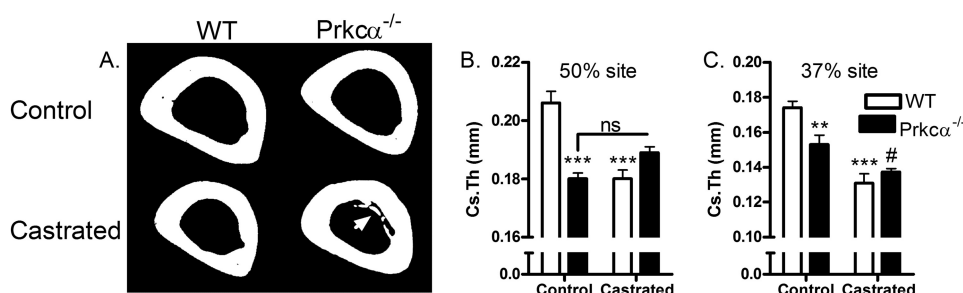 WT Prkcα-/-
A.
Control
Castrated
B.
50% site
0.22
0.20
0.18
0.16
0.0
Cs.Th (mm)
ns
*** ***
Control Castrated
C.
37% site
0.20
0.18
0.16
0.14
0.12
0.10
0.0
Cs.Th (mm)
WT
Prkcα-/-
**
*** #
Control Castrated